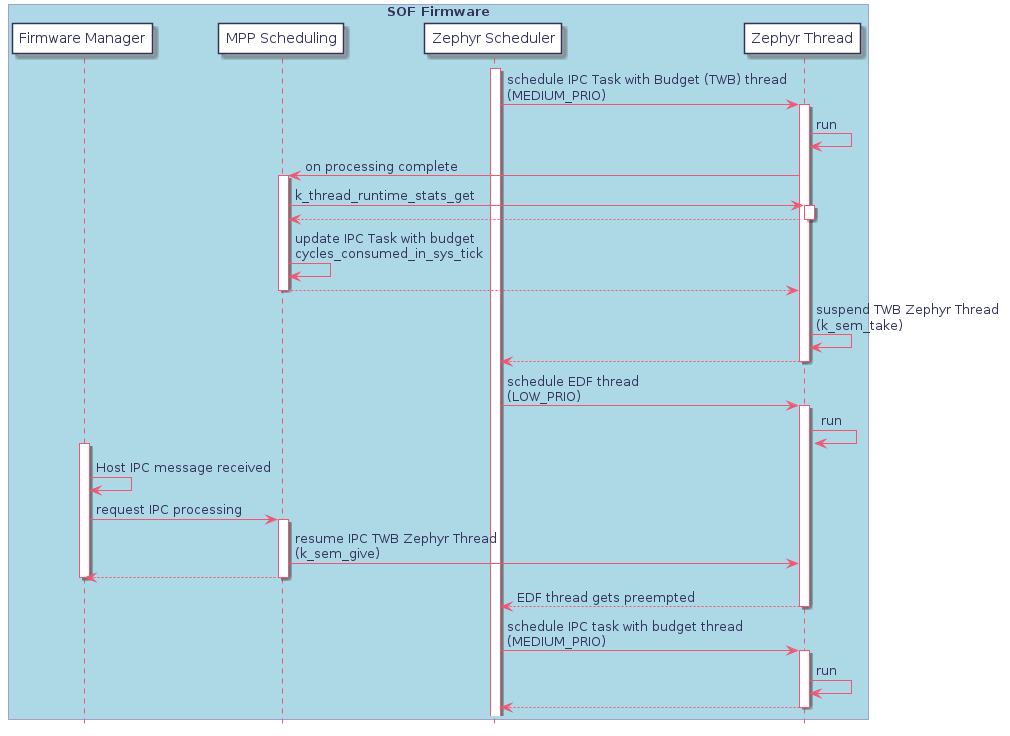 SOF Firmware
Firmware Manager
MPP Scheduling
Zephyr Scheduler
Zephyr Thread
schedule IPC Task with Budget (TWB) thread
(MEDIUM_PRIO)
run
on processing complete
k_thread_runtime_stats_get
update IPC Task with budget
cycles_consumed_in_sys_tick
suspend TWB Zephyr Thread
(k_sem_take)
schedule EDF thread
(LOW_PRIO)
run
Host IPC message received
request IPC processing
resume IPC TWB Zephyr Thread
(k_sem_give)
EDF thread gets preempted
schedule IPC task with budget thread
(MEDIUM_PRIO)
run